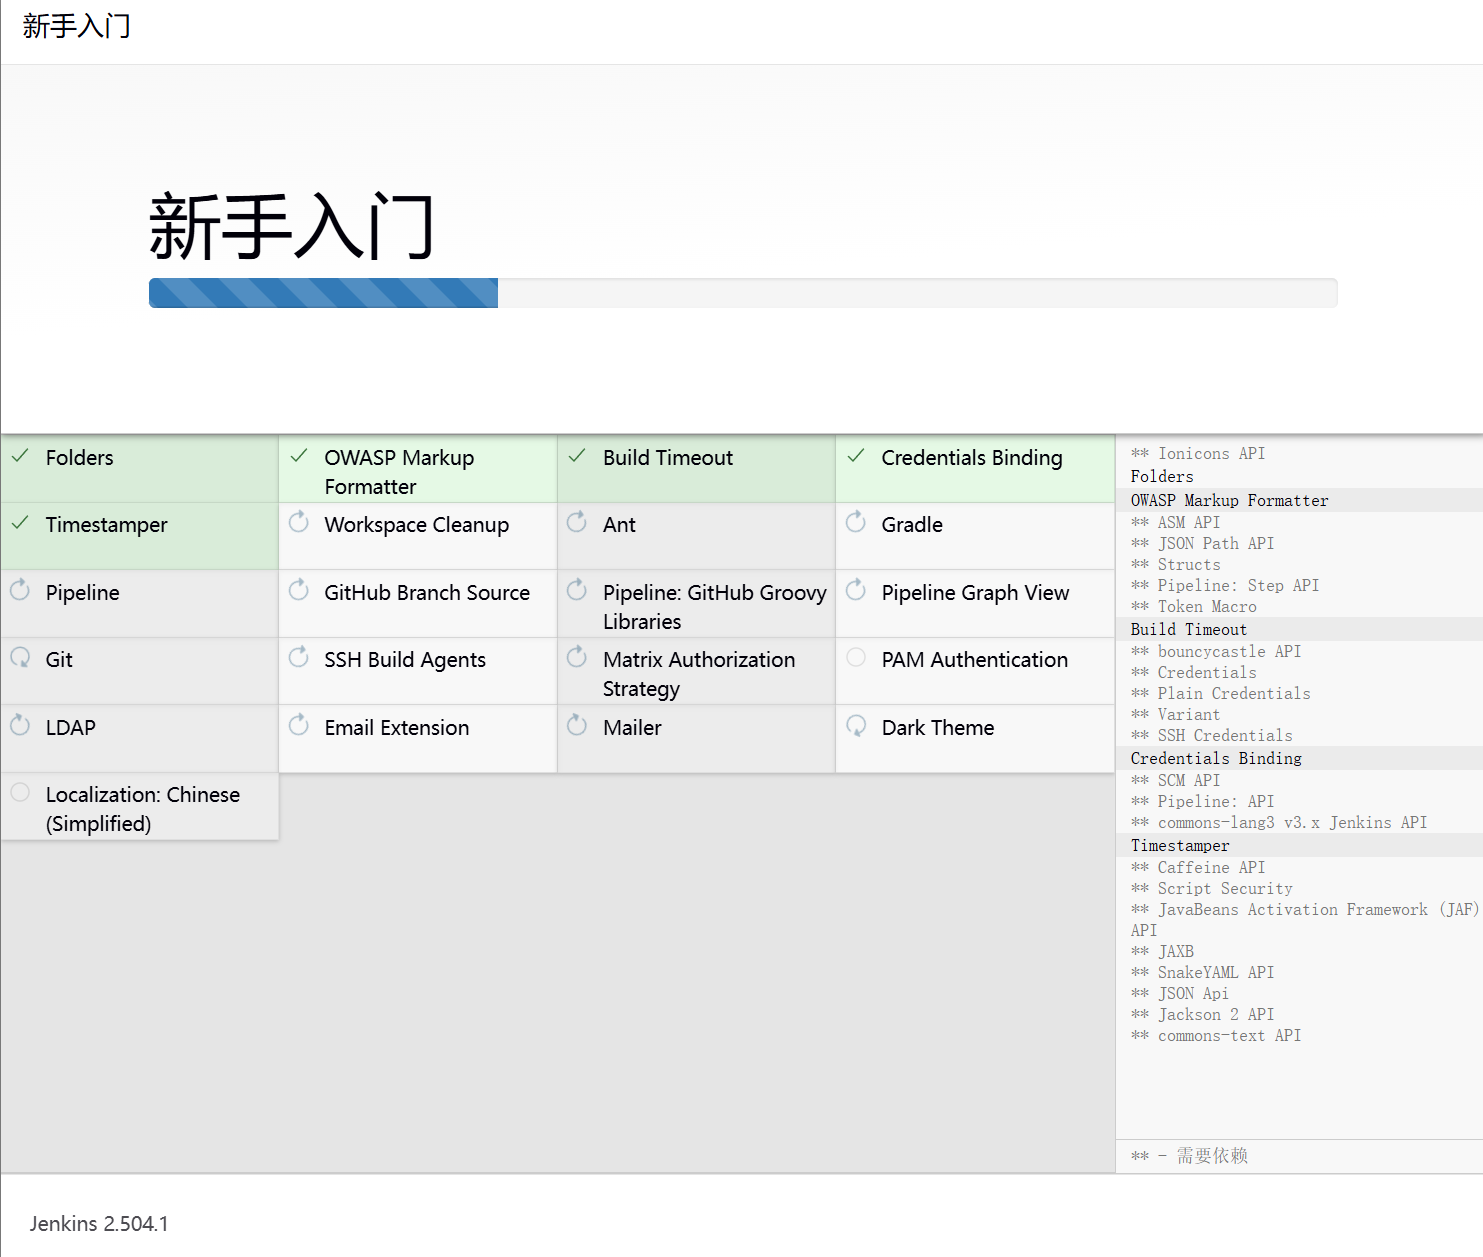 新手入门
新手入门
Folders
OWASP Markup
Formatter
Build Timeout
Credentials Binding
Timestamper
Workspace Cleanup
Ant
Gradle
Pipeline
GitHub Branch Source
Pipeline: GitHub Groovy
Libraries
Pipeline Graph View
Git
SSH Build Agents
Matrix Authorization
Strategy
PAM Authentication
LDAP
Email Extension
Mailer
Dark Theme
Localization: Chinese
(Simplified)
** Ionicons API
Folders
OWASP Markup Formatter
** ASM API
** JSON Path API
** Structs
** Pipeline: Step API
** Token Macro
Build Timeout
** bouncycastle API
** Credentials
** Plain Credentials
** Variant
** SSH Credentials
Credentials Binding
** SCM API
** Pipeline: API
** commons-lang3 v3.x Jenkins API
Timestamper
** Caffeine API
** Script Security
** JavaBeans Activation Framework (JAF)
API
** JAXB
** SnakeYAML API
** JSON Api
** Jackson 2 API
** commons-text API
** - 需要依赖
Jenkins 2.504.1